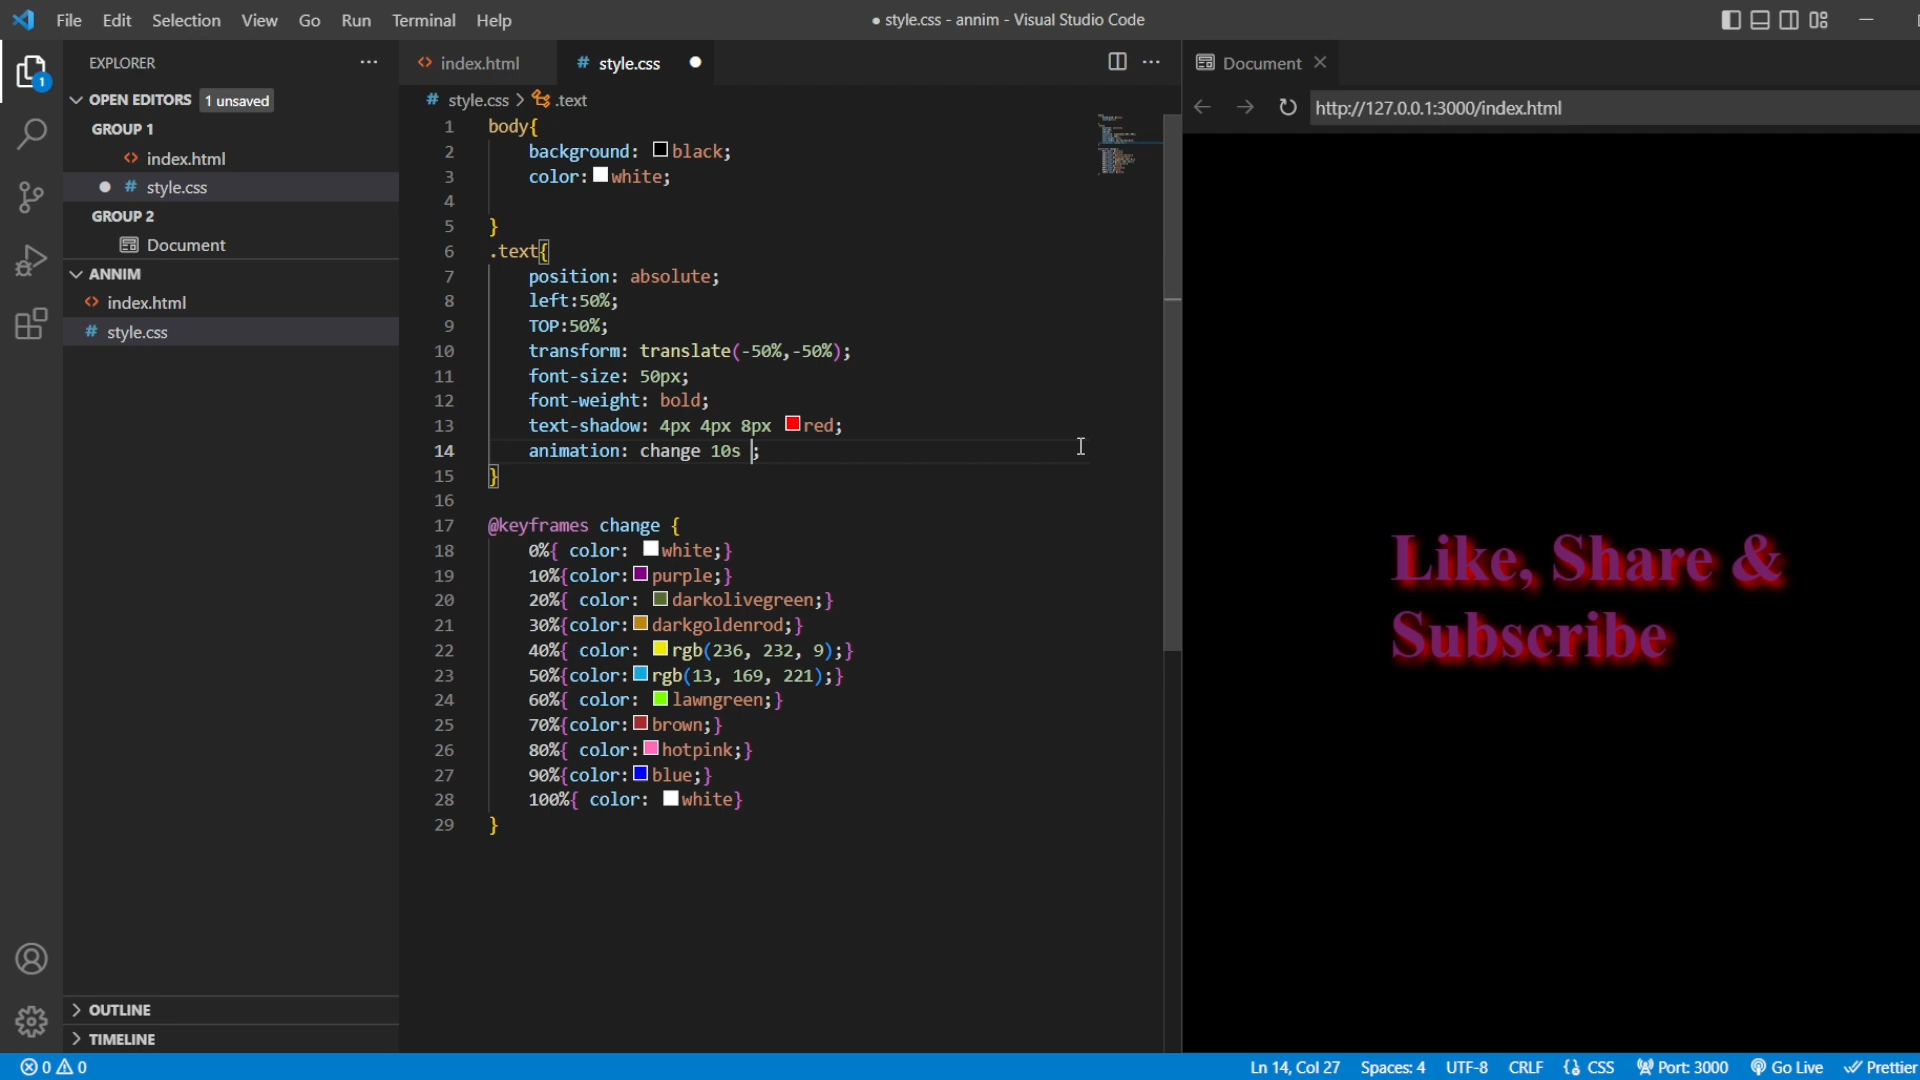 File Edit Selection View Go Run Terminal Help
● style.css - annim - Visual Studio Code
EXPLORER
OPEN EDITORS 1 unsaved
GROUP 1
index.html
style.css
GROUP 2
Document
ANNIM
index.html
style.css
OUTLINE
TIMELINE
1
index.html
# style.css
# style.css > .text
1 body{
2 background: black;
3 color: white;
4
5 }
6 .text{
7 position: absolute;
8 left:50%;
9 TOP:50%;
10 transform: translate(-50%,-50%);
11 font-size: 50px;
12 font-weight: bold;
13 text-shadow: 4px 4px 8px red;
14 animation: change 10s ;
15 }
16
17 @keyframes change {
18 0%{ color: white;}
19 10%{color: purple;}
20 20%{ color: darkolivegreen;}
21 30%{color: darkgoldenrod;}
22 40%{ color: rgb(236, 232, 9);}
23 50%{color: rgb(13, 169, 221);}
24 60%{ color: lawngreen;}
25 70%{color: brown;}
26 80%{ color: hotpink;}
27 90%{color: blue;}
28 100%{ color: white}
29 }
Document
http://127.0.0.1:3000/index.html
Like, Share &
Subscribe
0 0
Ln 14, Col 27 Spaces: 4 UTF-8 CRLF CSS Port: 3000 Go Live Prettier